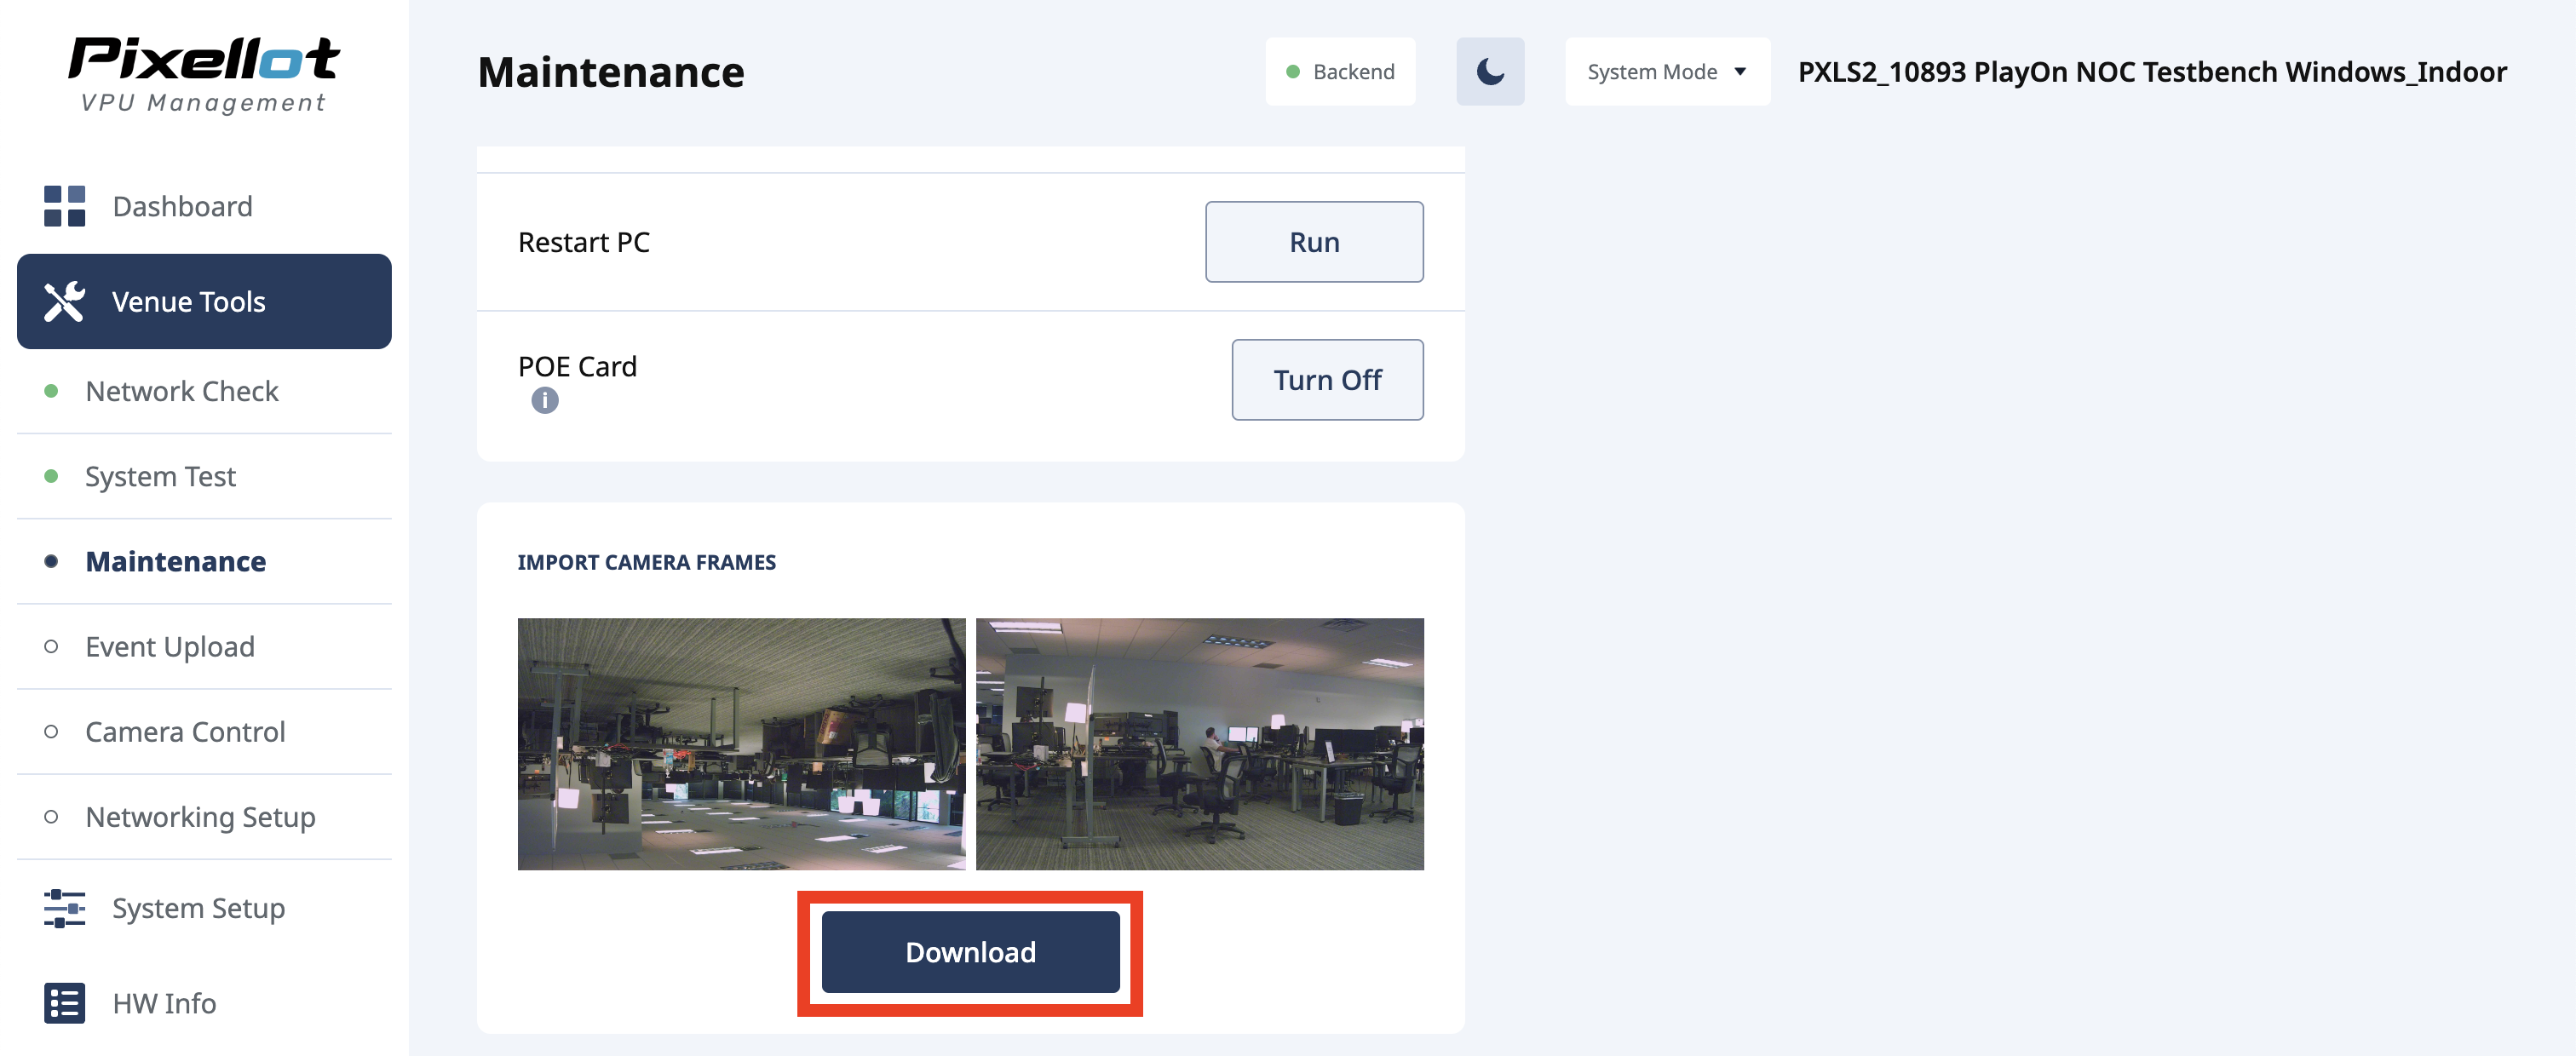 Pixellot
VPU Management
Dashboard
Venue Tools
Network Check
System Test
Maintenance
Event Upload
Camera Control
Networking Setup
System Setup
HW Info
Maintenance
Backend
System Mode
PXLS2_10893 PlayOn NOC Testbench Windows_Indoor
Restart PC
Run
POE Card
i
Turn Off
IMPORT CAMERA FRAMES
Download